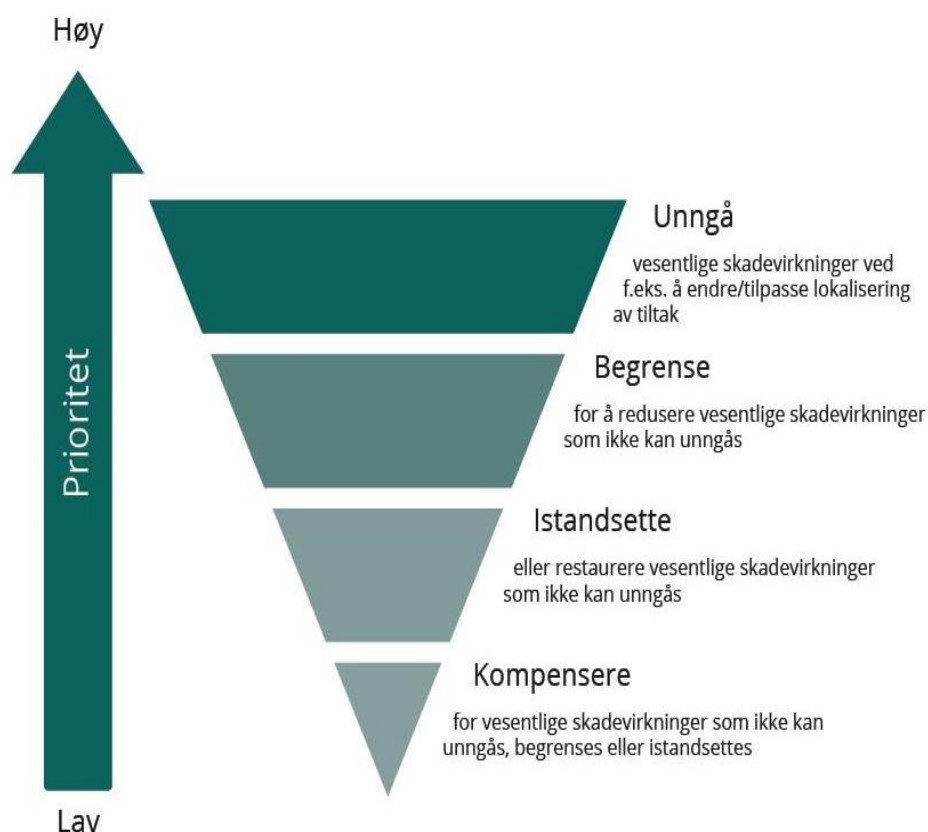 Høy
Prioritet
Unngå
vesentlige skadevirkninger ved
f.eks. å endre/tilpasse lokalisering
av tiltak
Begrense
for å redusere vesentlige skadevirkninger
som ikke kan unngås
Istandsette
eller restaurere vesentlige skadevirkninger
som ikke kan unngås
Kompensere
for vesentlige skadevirkninger som ikke kan
unngås, begrenses eller istandsettes
Lav